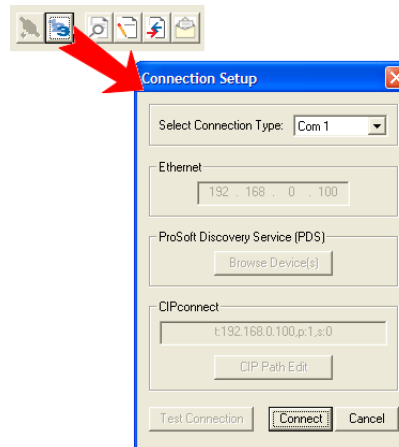 Connection Setup
Select Connection Type: Com 1
Ethernet
192 . 168 . 0 . 100
ProSoft Discovery Service (PDS)
Browse Device(s)
CIPconnect
t:192.168.0.100,p:1,s:0
CIP Path Edit
Test Connection Connect Cancel